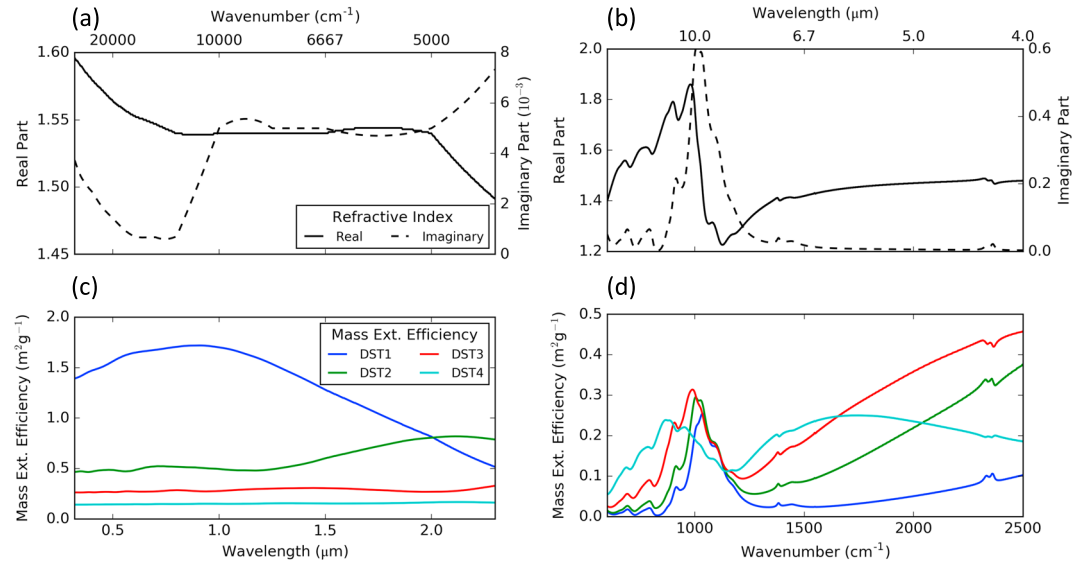 (a)
Wavenumber (cm⁻¹)
20000 10000 6667 5000
1.60
1.55
1.50
1.45
Real Part
8
6
4
2
0
Imaginary Part (10⁻³)
Refractive Index
Real Imaginary
(b)
Wavelength (μm)
10.0 6.7 5.0 4.0
2.0
1.8
1.6
1.4
1.2
Real Part
0.6
0.4
0.2
0.0
Imaginary Part
(c)
2.0
1.5
1.0
0.5
0.0
Mass Ext. Efficiency (m²g⁻¹)
Mass Ext. Efficiency
DST1 DST3
DST2 DST4
0.5 1.0 1.5 2.0
Wavelength (μm)
(d)
0.5
0.4
0.3
0.2
0.1
0.0
Mass Ext. Efficiency (m²g⁻¹)
1000 1500 2000 2500
Wavenumber (cm⁻¹)